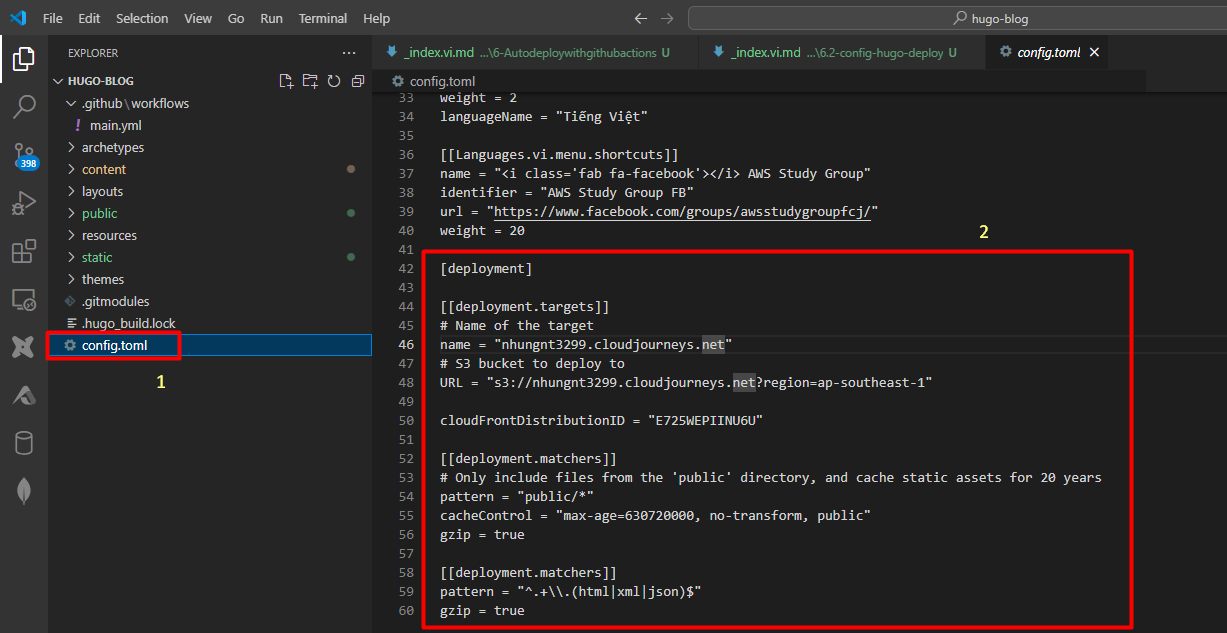 File Edit Selection View Go Run Terminal Help
hugo-blog
EXPLORER
_index.vi.md ...\6-Autodeploywithgithubactions U
_index.vi.md ...\6.2-config-hugo-deploy U
config.toml
HUGO-BLOG
config.toml
.github\workflows
main.yml
archetypes
content
layouts
public
resources
static
themes
.gitmodules
.hugo_build.lock
config.toml
1
398
33 weight = 2
34 languageName = "Tiếng Việt"
35
36 [[Languages.vi.menu.shortcuts]]
37 name = "<i class='fab fa-facebook'></i> AWS Study Group"
38 identifier = "AWS Study Group FB"
39 url = "https://www.facebook.com/groups/awsstudygroupfcj/"
40 weight = 20
2
41
42 [deployment]
43
44 [[deployment.targets]]
45 # Name of the target
46 name = "nhungnt3299.cloudjourneys.net"
47 # S3 bucket to deploy to
48 URL = "s3://nhungnt3299.cloudjourneys.net?region=ap-southeast-1"
49
50 cloudFrontDistributionID = "E725WEPIINU6U"
51
52 [[deployment.matchers]]
53 # Only include files from the 'public' directory, and cache static assets for 20 years
54 pattern = "public/*"
55 cacheControl = "max-age=630720000, no-transform, public"
56 gzip = true
57
58 [[deployment.matchers]]
59 pattern = "^.+\\.(html|xml|json)$"
60 gzip = true